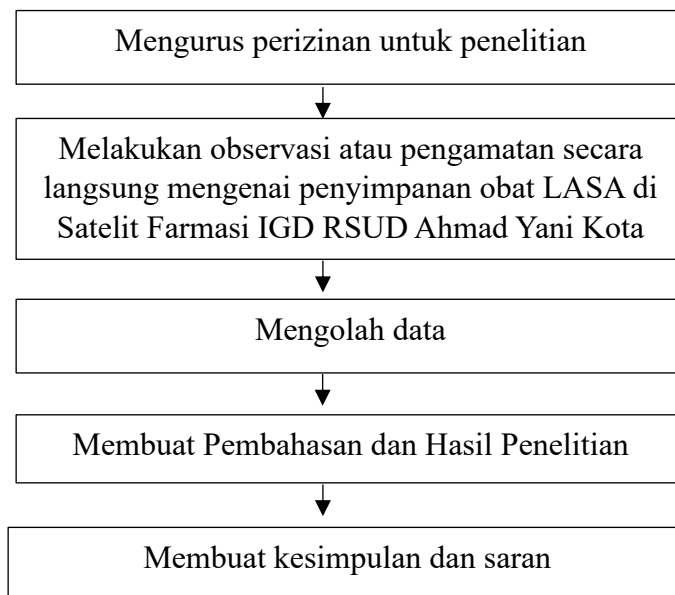 Mengurus perizinan untuk penelitian
Melakukan observasi atau pengamatan secara
langsung mengenai penyimpanan obat LASA di
Satelit Farmasi IGD RSUD Ahmad Yani Kota
Mengolah data
Membuat Pembahasan dan Hasil Penelitian
Membuat kesimpulan dan saran